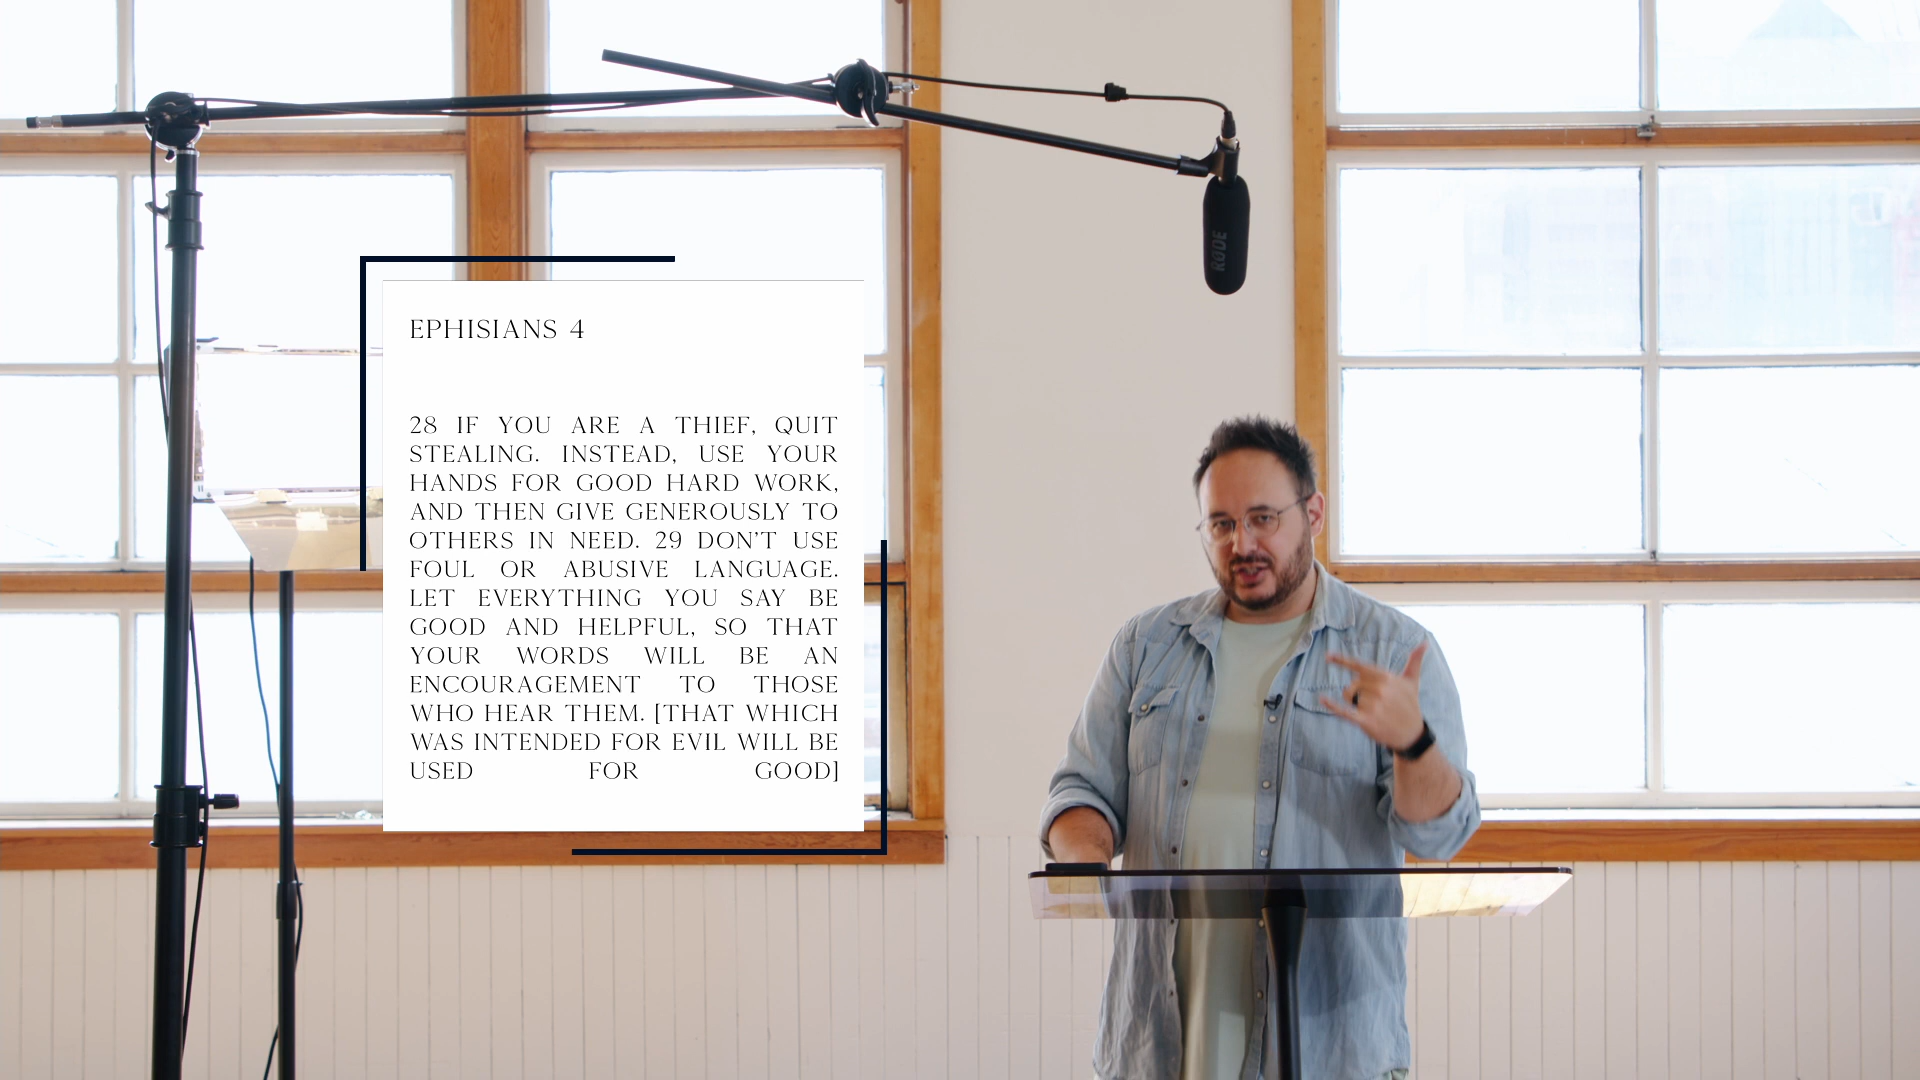 RØDE
EPHISIANS 4
28 IF YOU ARE A THIEF, QUIT
STEALING. INSTEAD, USE YOUR
HANDS FOR GOOD HARD WORK,
AND THEN GIVE GENEROUSLY TO
OTHERS IN NEED. 29 DON'T USE
FOUL OR ABUSIVE LANGUAGE.
LET EVERYTHING YOU SAY BE
GOOD AND HELPFUL, SO THAT
YOUR WORDS WILL BE AN
ENCOURAGEMENT TO THOSE
WHO HEAR THEM. [THAT WHICH
WAS INTENDED FOR EVIL WILL BE
USED FOR GOOD]